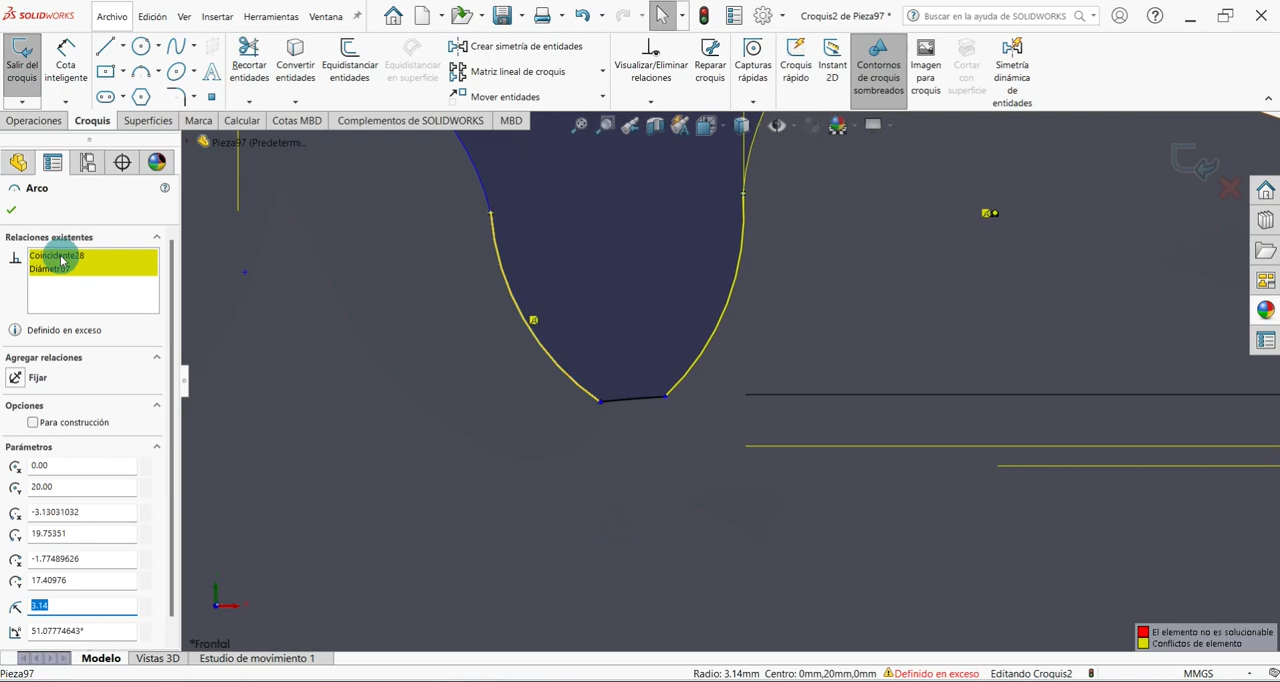 SOLIDWORKS
Archivo Edición Ver Insertar Herramientas Ventana
Croquis2 de Pieza97 *
Buscar en la ayuda de SOLIDWORKS
Salir del croquis
Cota inteligente
Recortar entidades
Convertir entidades
Equidistanciar entidades
Equidistanciar en superficie
Crear simetría de entidades
Matriz lineal de croquis
Mover entidades
Visualizar/Eliminar relaciones
Reparar croquis
Capturas rápidas
Croquis rápido
Instant 2D
Contornos de croquis sombreados
Imagen para croquis
Cortar con superficie
Simetría dinámica de entidades
Operaciones Croquis Superficies Marca Calcular Cotas MBD Complementos de SOLIDWORKS MBD
Pieza97 (Predetermi...
Arco
Relaciones existentes
Coincidente28
Diámetro7
Definido en exceso
Agregar relaciones
Fijar
Opciones
Para construcción
Parámetros
0.00
20.00
-3.13031032
19.75351
-1.77489626
17.40976
3.14
51.07774643°
*Frontal
El elemento no es solucionable
Conflictos de elemento
Modelo Vistas 3D Estudio de movimiento 1
Pieza97
Radio: 3.14mm Centro: 0mm,20mm,0mm
Definido en exceso
Editando Croquis2
MMGS